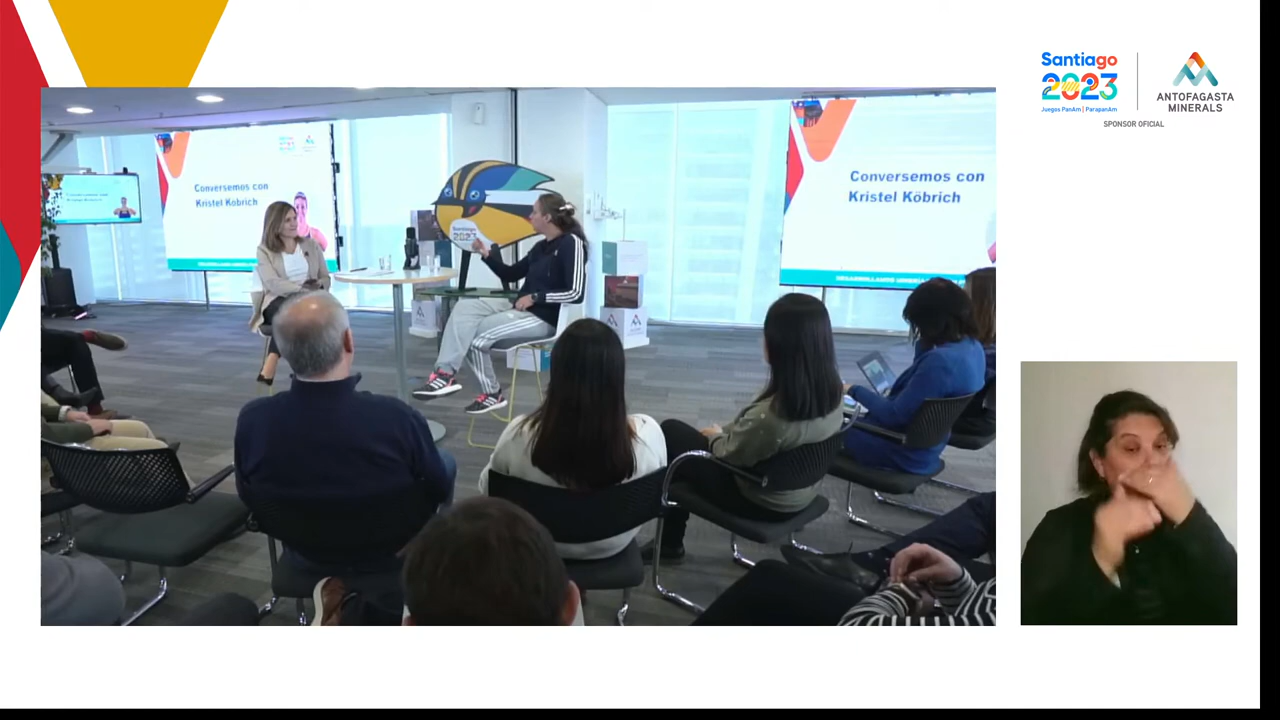 Santiago
2023
Juegos PanAm | ParapanAm
ANTOFAGASTA
MINERALS
SPONSOR OFICIAL
Conversemos con
Kristel Köbrich
Conversemos con
Kristel Köbrich
Santiago
2023